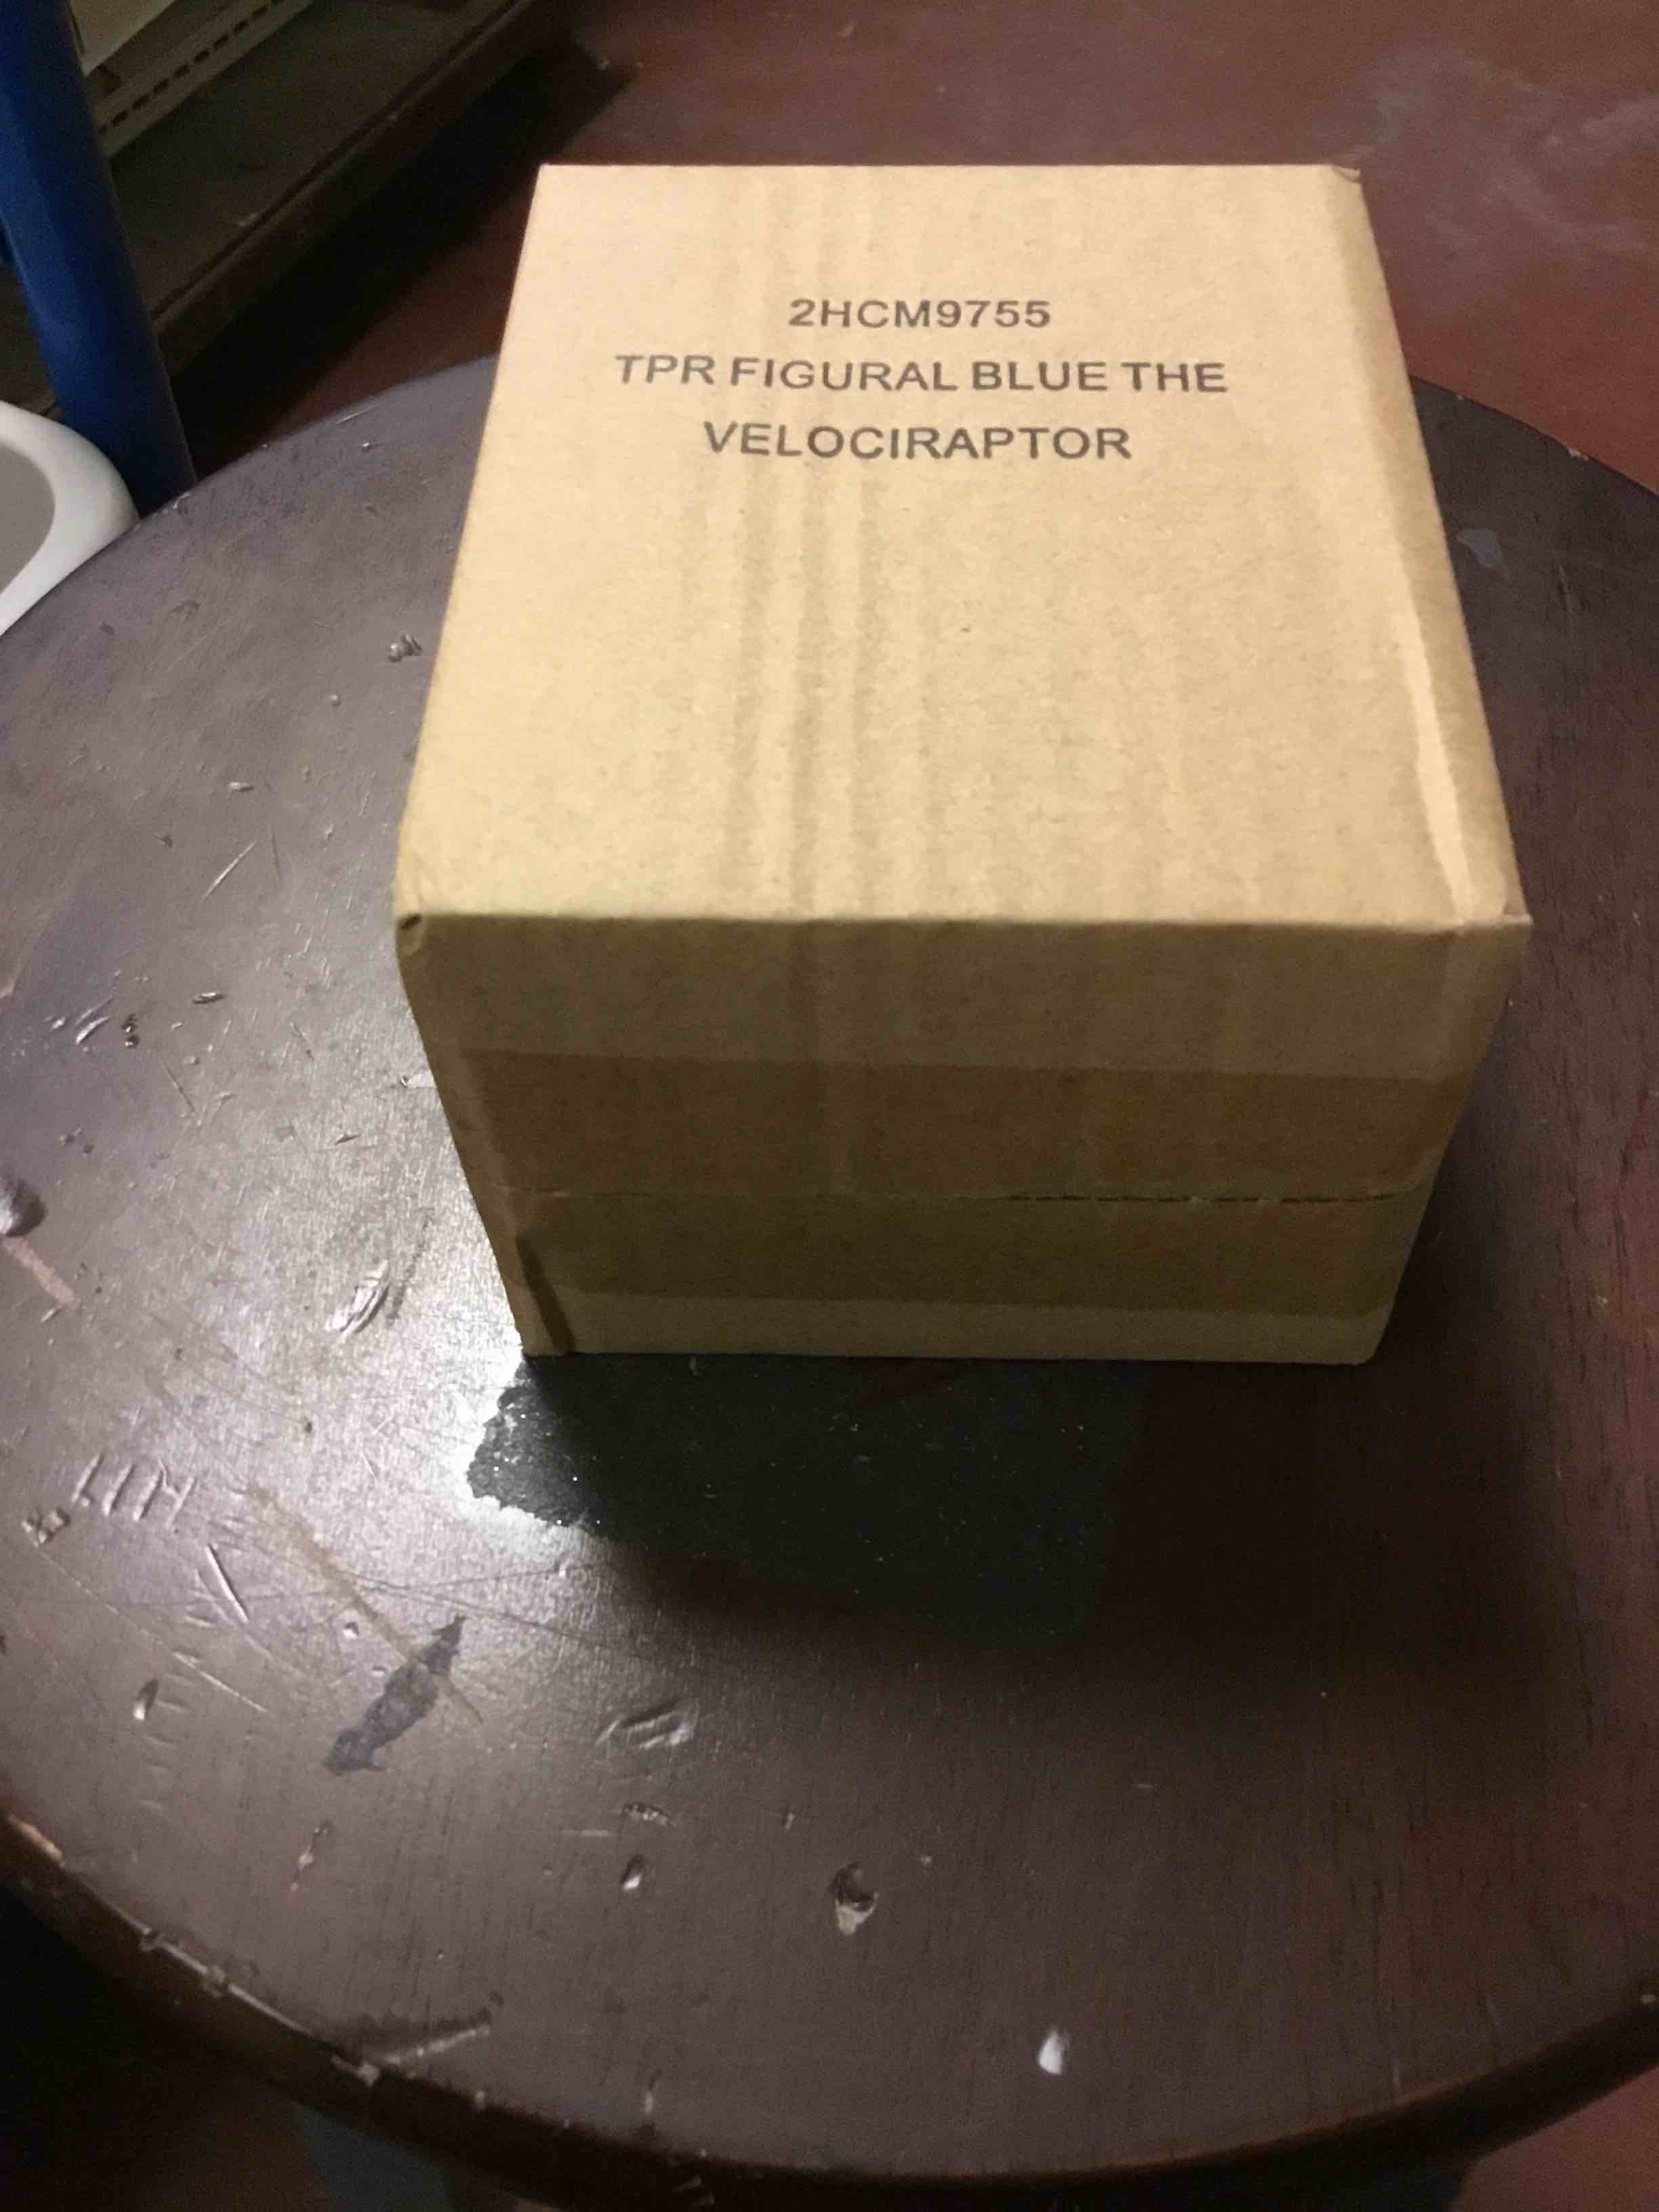 2HCM9755
TPR FIGURAL BLUE THE
VELOCIRAPTOR